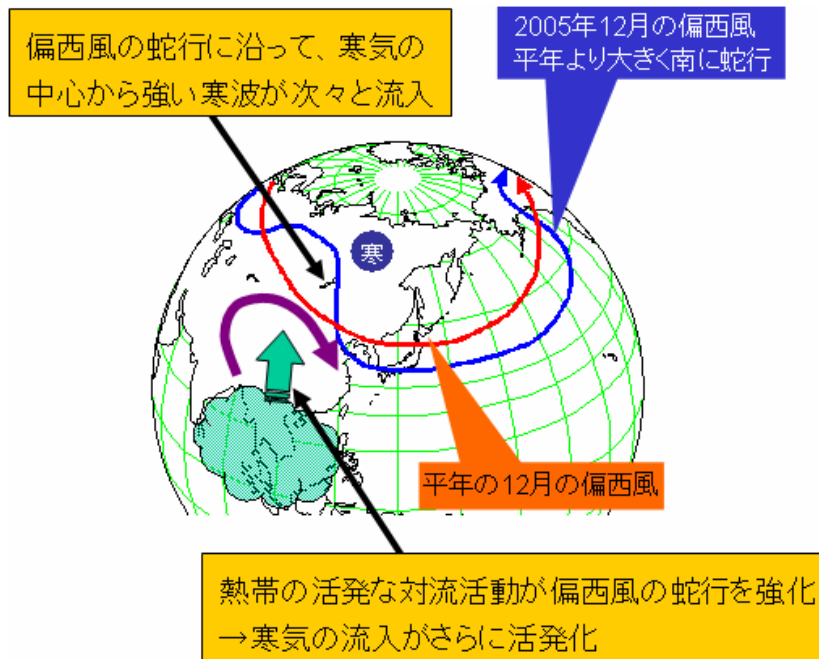 偏西風の蛇行に沿って、寒気の
中心から強い寒波が次々と流入
2005年12月の偏西風
平年より大きく南に蛇行
寒
平年の12月の偏西風
熱帯の活発な対流活動が偏西風の蛇行を強化
→寒気の流入がさらに活発化